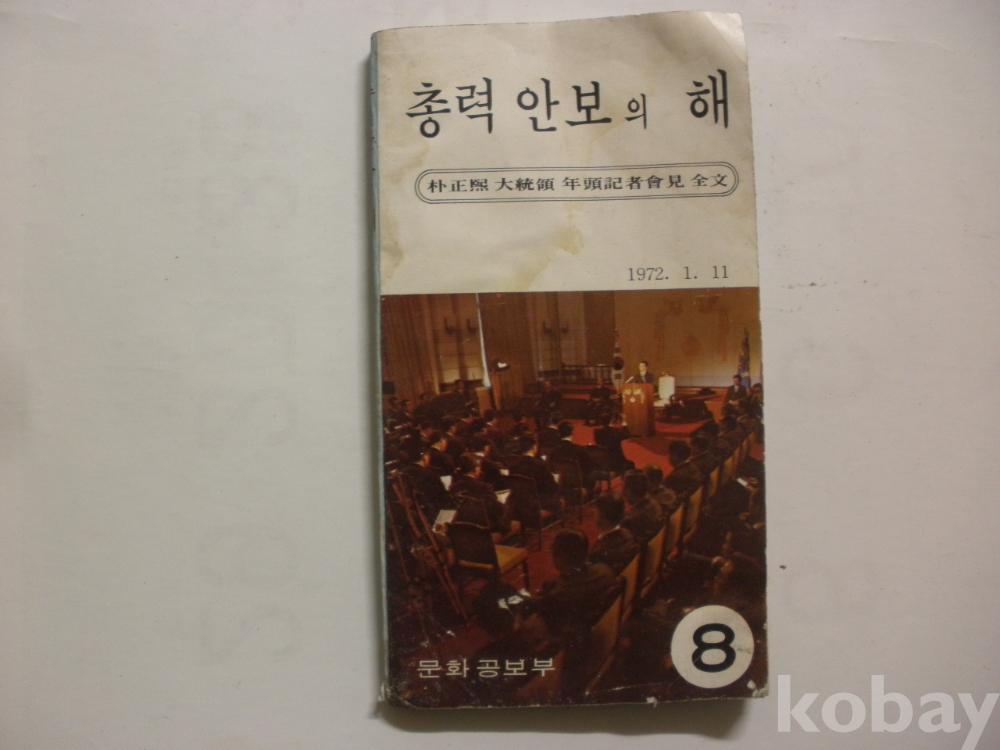 총력 안보의 해
朴正熙 大統領 年頭記者會見 全文
1972. 1. 11
8
문화공보부
kobay